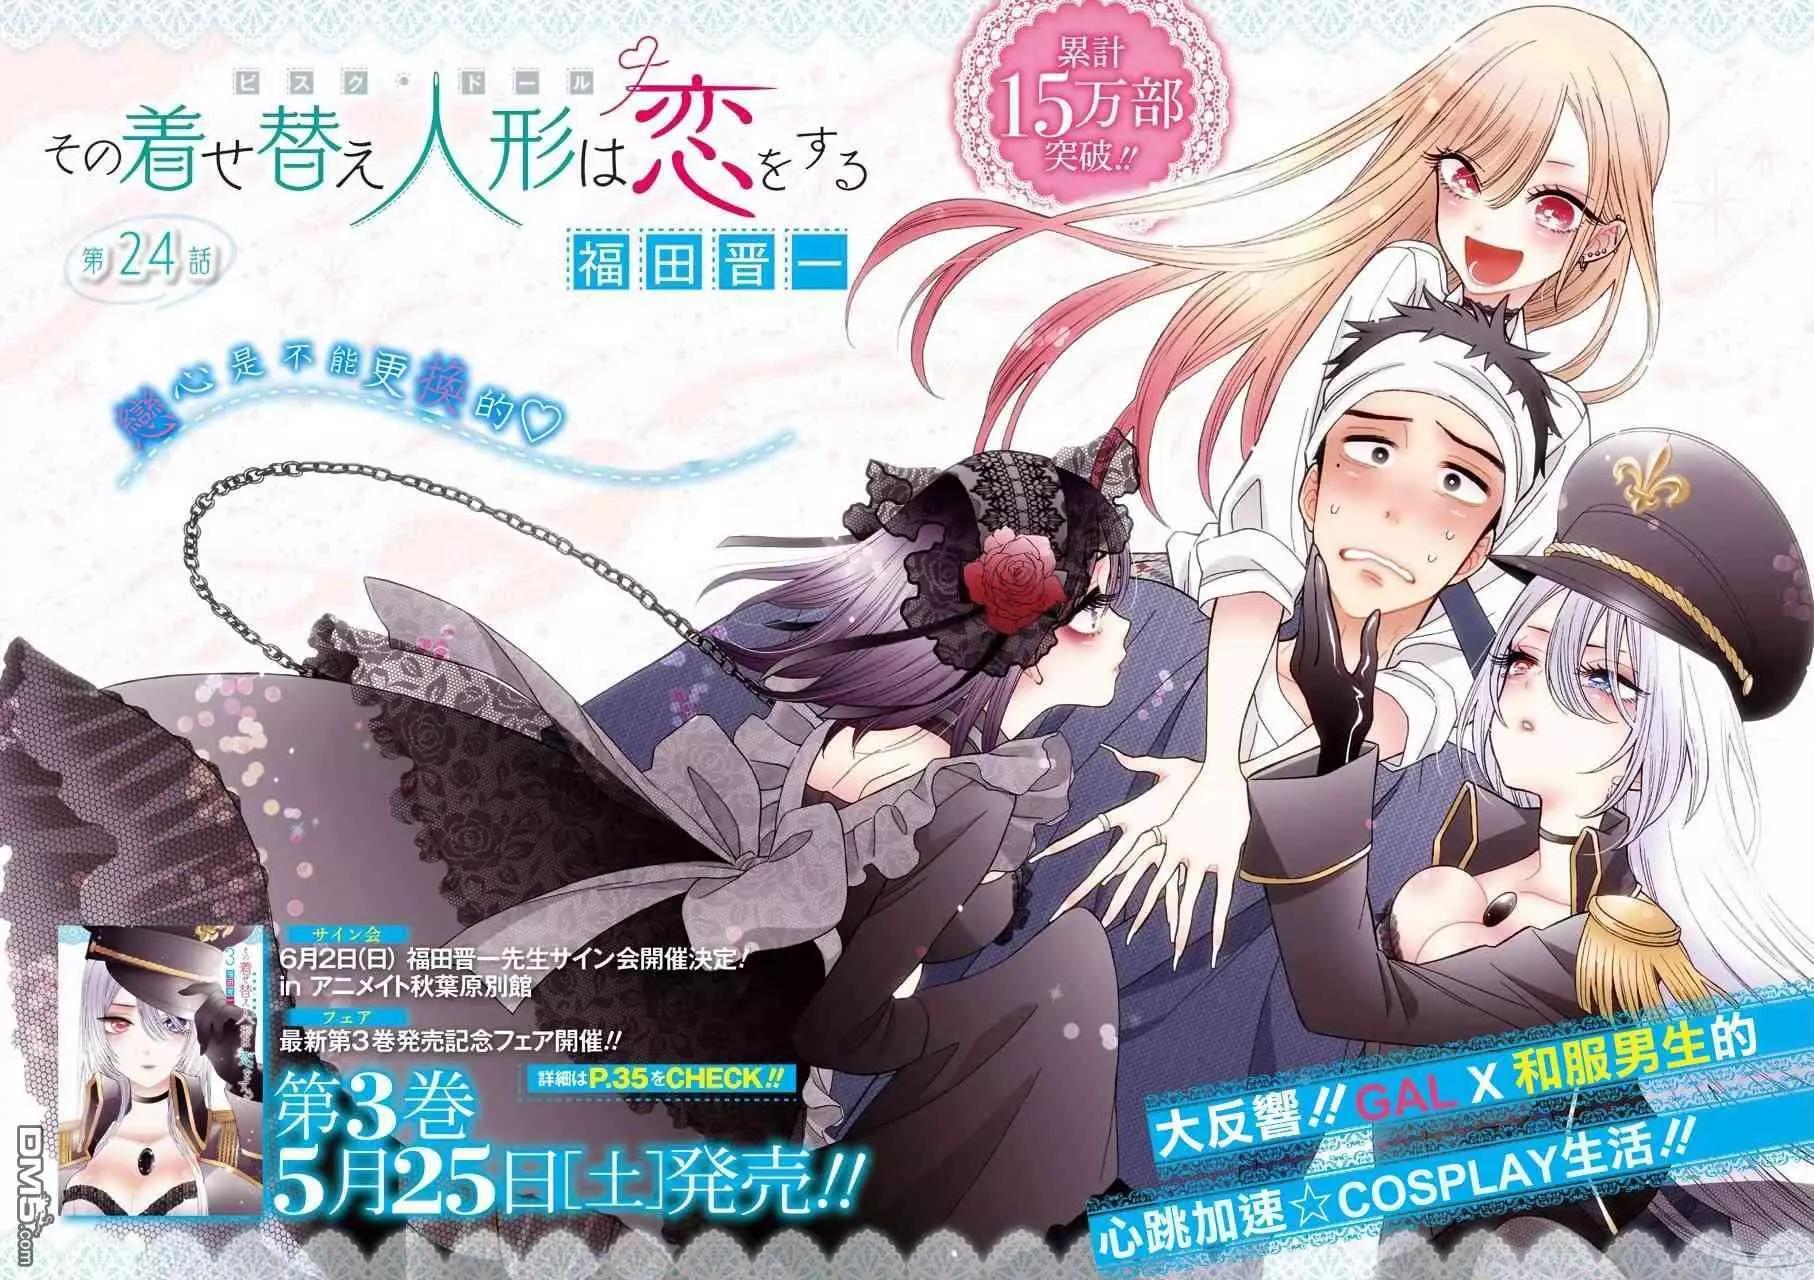 ビスク・ドール
その着せ替え人形は恋をする
第24話
福田晋一
累計
15万部
突破!!
戀心是不能更換的♡
サイン会
6月2日(日) 福田晋一先生サイン会開催決定!
in アニメイト秋葉原別館
フェア
最新第3巻発売記念フェア開催!!
詳細はP.35をCHECK!!
第3巻
5月25日[土]発売!!
大反響!! GAL X 和服男生的
心跳加速☆COSPLAY生活!!
DM5.com